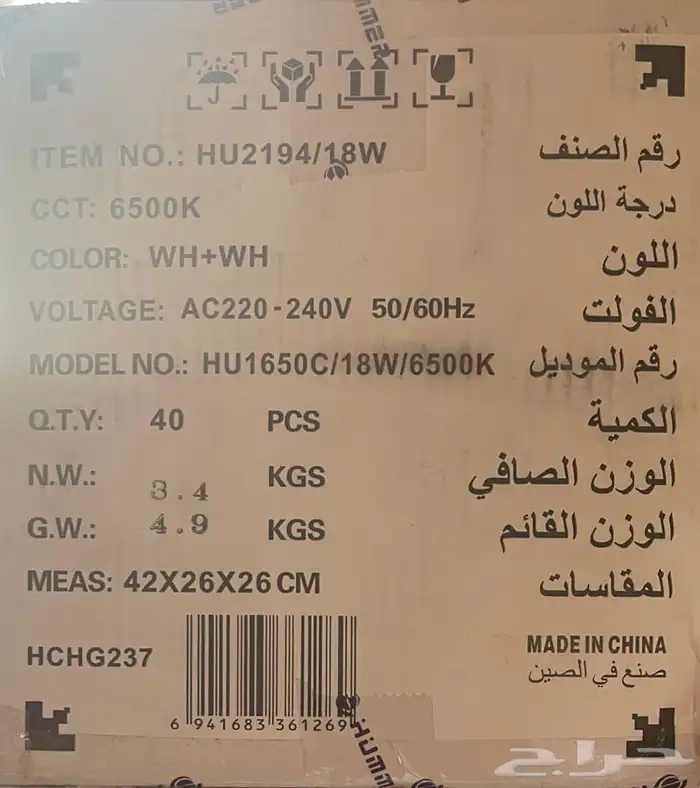 ITEM NO.: HU2194/18W رقم الصنف
CCT: 6500K درجة اللون
COLOR: WH+WH اللون
VOLTAGE: AC220-240V 50/60Hz الفولت
MODEL NO.: HU1650C/18W/6500K رقم الموديل
Q.T.Y: 40 PCS الكمية
N.W.: 3.4 KGS الوزن الصافي
G.W.: 4.9 KGS الوزن القائم
MEAS: 42X26X26CM المقاسات
HCHG237
MADE IN CHINA
صنع في الصين
6 941683 361269
حراج